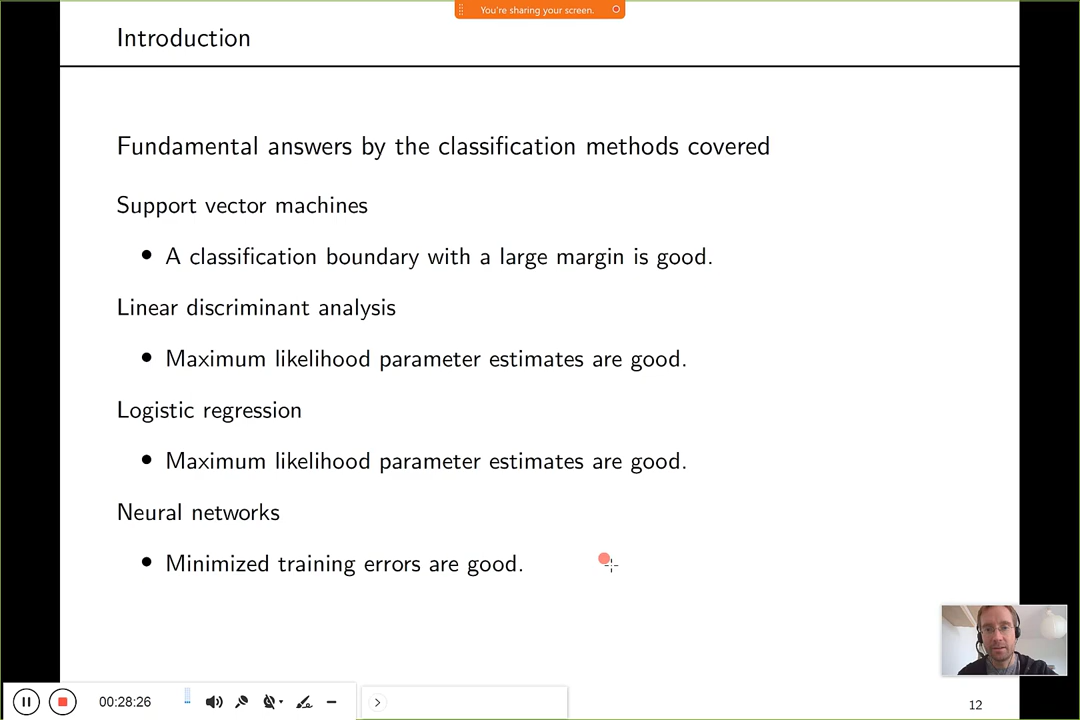 You're sharing your screen.
Introduction
Fundamental answers by the classification methods covered
Support vector machines
• A classification boundary with a large margin is good.
Linear discriminant analysis
• Maximum likelihood parameter estimates are good.
Logistic regression
• Maximum likelihood parameter estimates are good.
Neural networks
• Minimized training errors are good.
00:28:26
12